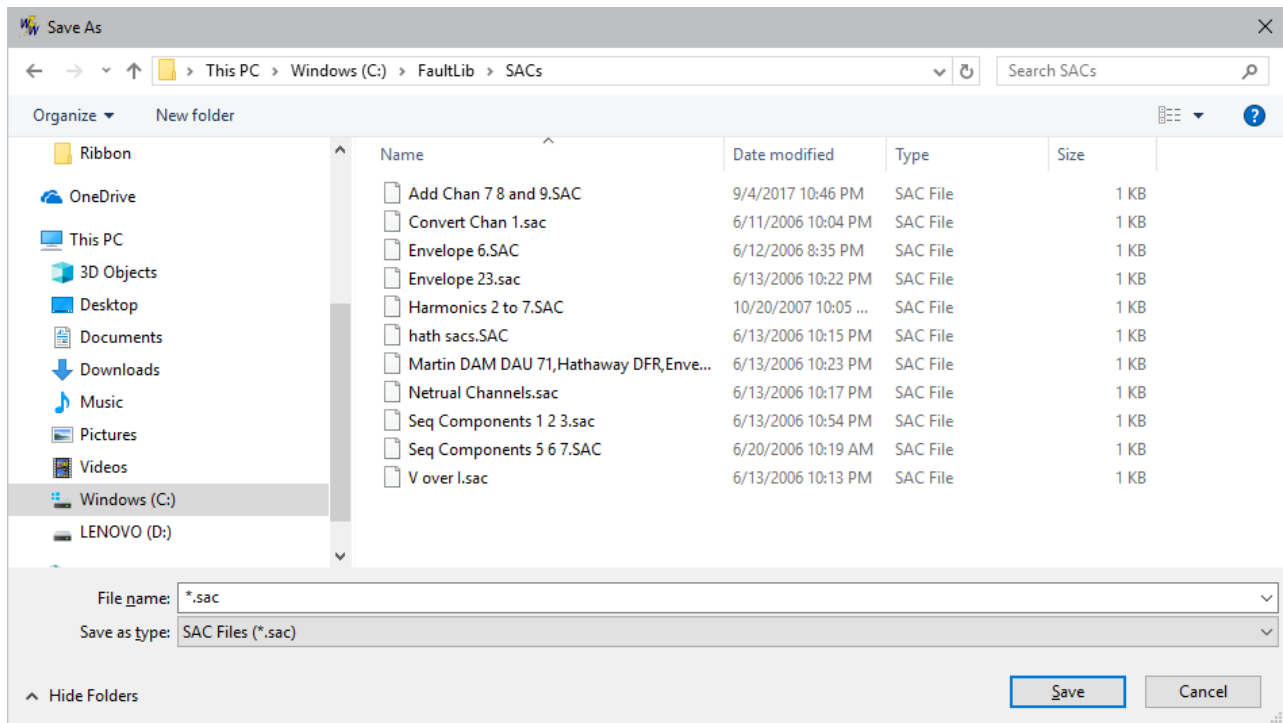 Save As
This PC > Windows (C:) > FaultLib > SACs
Search SACs
Organize
New folder
Ribbon
OneDrive
This PC
3D Objects
Desktop
Documents
Downloads
Music
Pictures
Videos
Windows (C:)
LENOVO (D:)
Name Date modified Type Size
Add Chan 7 8 and 9.SAC 9/4/2017 10:46 PM SAC File 1 KB
Convert Chan 1.sac 6/11/2006 10:04 PM SAC File 1 KB
Envelope 6.SAC 6/12/2006 8:35 PM SAC File 1 KB
Envelope 23.sac 6/13/2006 10:22 PM SAC File 1 KB
Harmonics 2 to 7.SAC 10/20/2007 10:05 ... SAC File 1 KB
hath sacs.SAC 6/13/2006 10:15 PM SAC File 1 KB
Martin DAM DAU 71,Hathaway DFR,Enve... 6/13/2006 10:23 PM SAC File 1 KB
Netrual Channels.sac 6/13/2006 10:17 PM SAC File 1 KB
Seq Components 1 2 3.sac 6/13/2006 10:54 PM SAC File 1 KB
Seq Components 5 6 7.SAC 6/20/2006 10:19 AM SAC File 1 KB
V over I.sac 6/13/2006 10:13 PM SAC File 1 KB
File name: *.sac
Save as type: SAC Files (*.sac)
Hide Folders
Save
Cancel